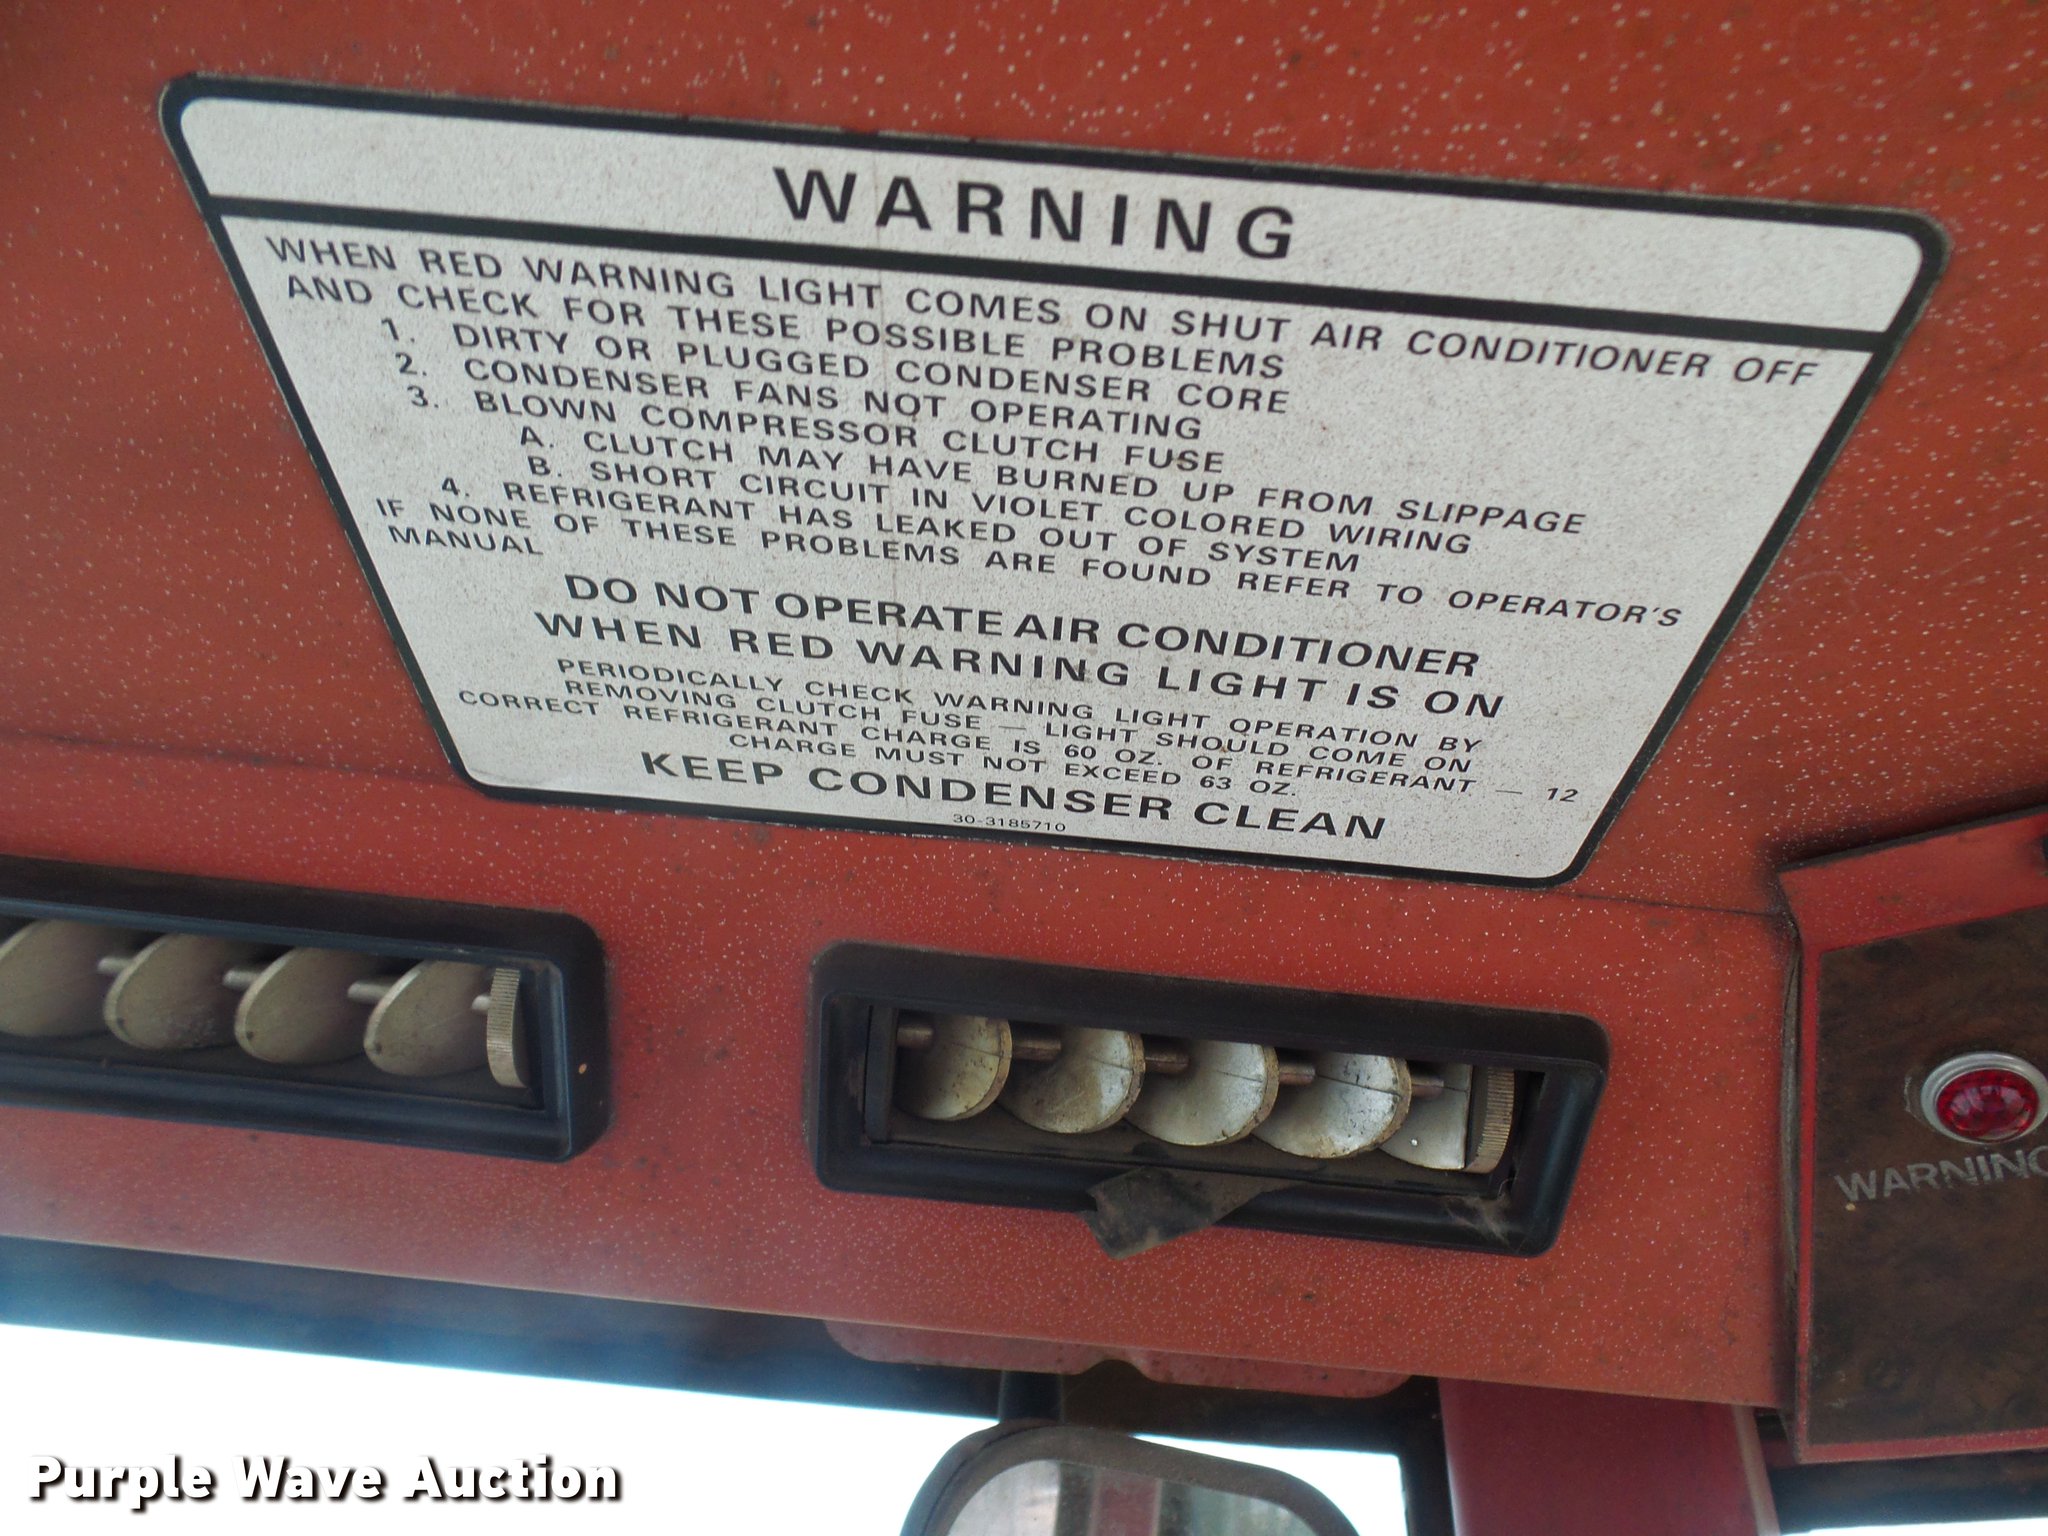 WARNING
WHEN RED WARNING LIGHT COMES ON SHUT AIR CONDITIONER OFF
AND CHECK FOR THESE POSSIBLE PROBLEMS
1. DIRTY OR PLUGGED CONDENSER CORE
2. CONDENSER FANS NOT OPERATING
3. BLOWN COMPRESSOR CLUTCH FUSE
A. CLUTCH MAY HAVE BURNED UP FROM SLIPPAGE
B. SHORT CIRCUIT IN VIOLET COLORED WIRING
4. REFRIGERANT HAS LEAKED OUT OF SYSTEM
IF NONE OF THESE PROBLEMS ARE FOUND REFER TO OPERATOR'S
MANUAL
DO NOT OPERATE AIR CONDITIONER
WHEN RED WARNING LIGHT IS ON
PERIODICALLY CHECK WARNING LIGHT OPERATION BY
REMOVING CLUTCH FUSE — LIGHT SHOULD COME ON
CORRECT REFRIGERANT CHARGE IS 60 OZ. OF REFRIGERANT — 12
CHARGE MUST NOT EXCEED 63 OZ.
KEEP CONDENSER CLEAN
30-3185710
WARNING
Purple Wave Auction